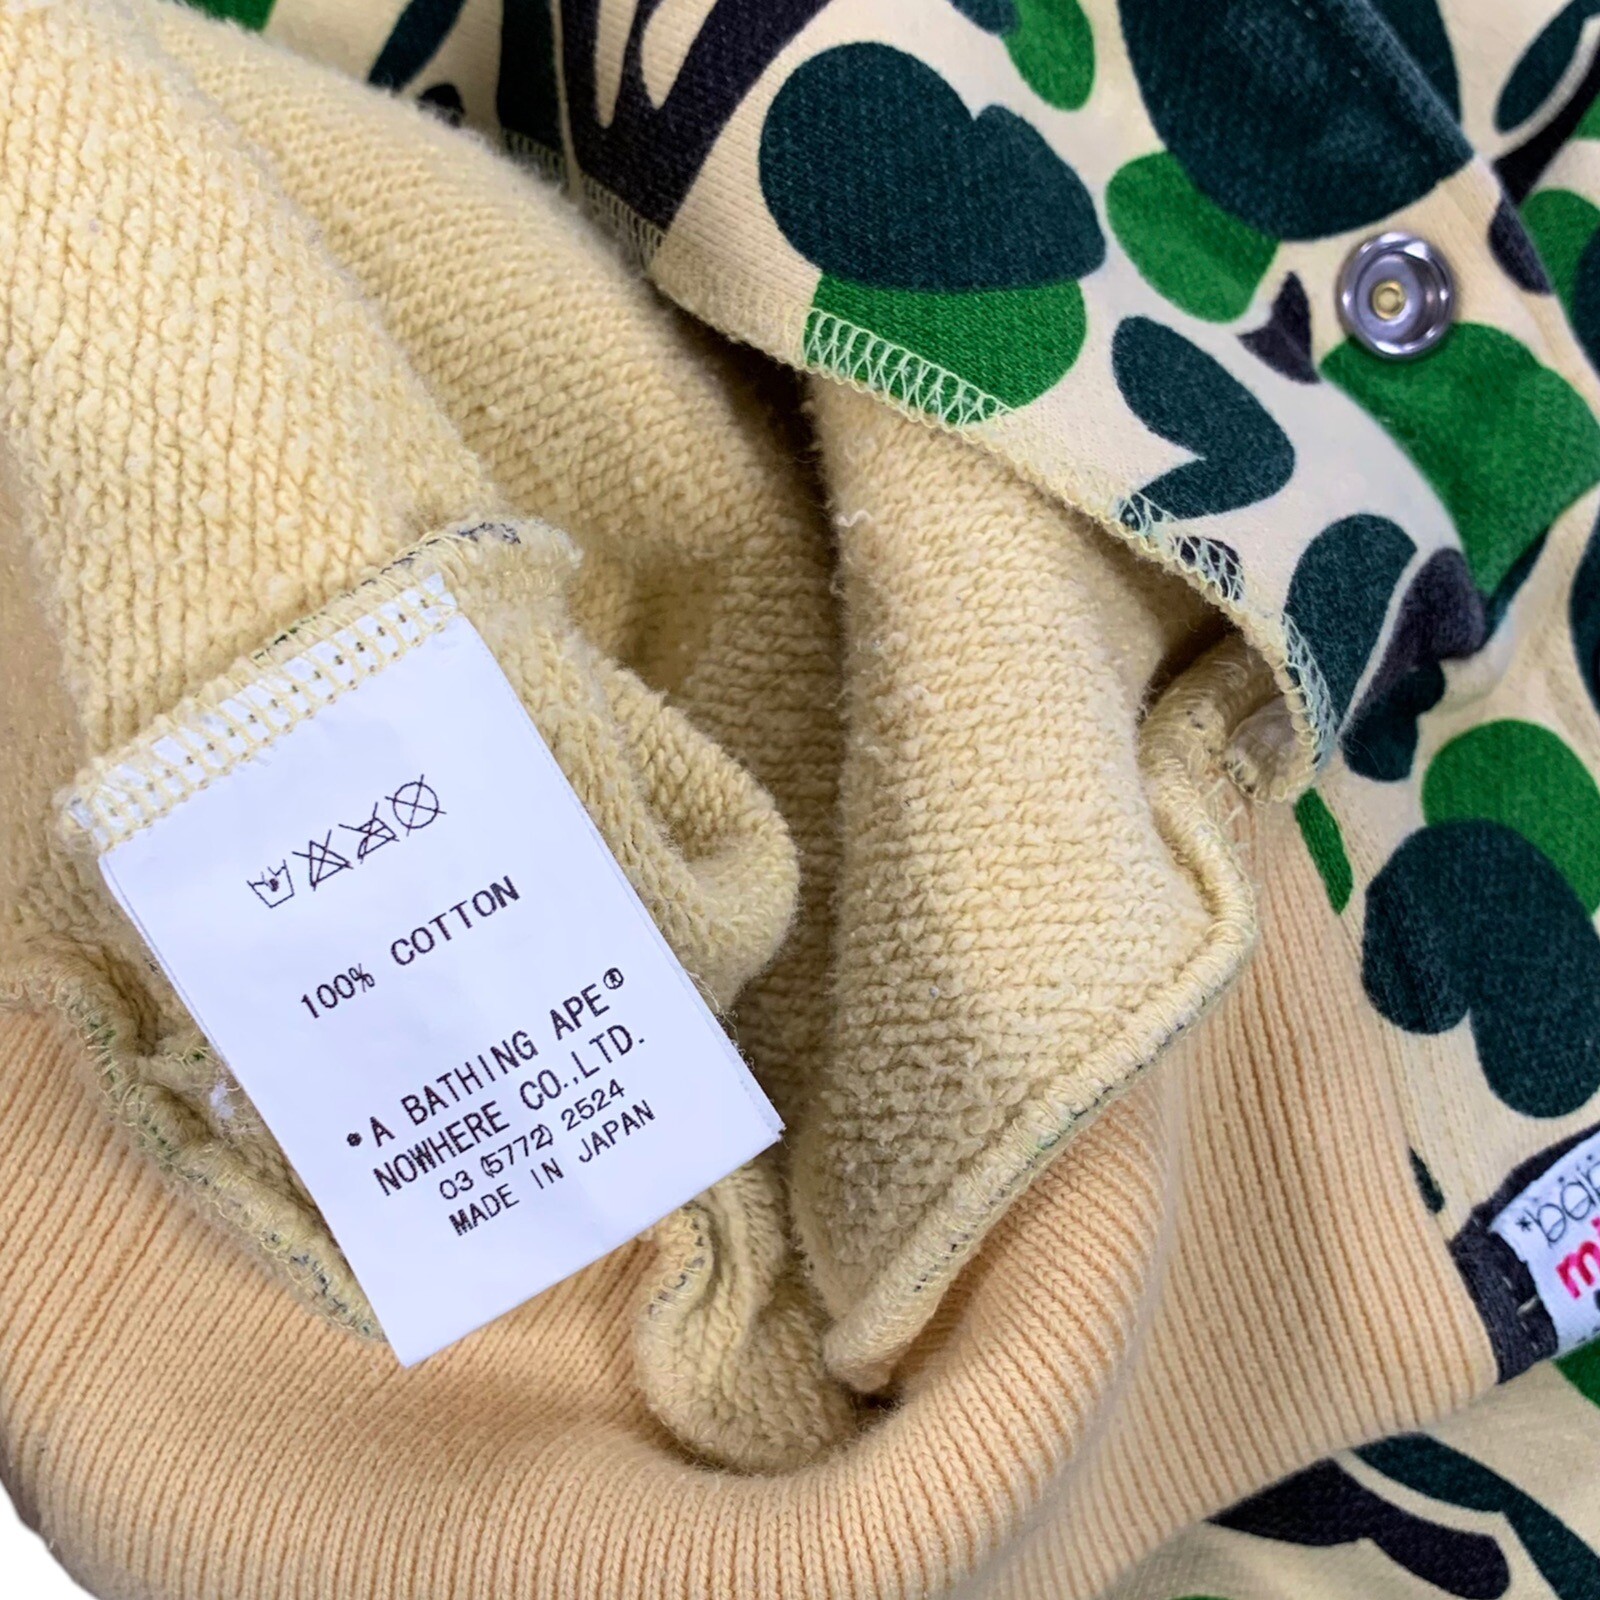 100% COTTON
•A BATHING APE®
NOWHERE CO.,LTD.
03 (5772) 2524
MADE IN JAPAN